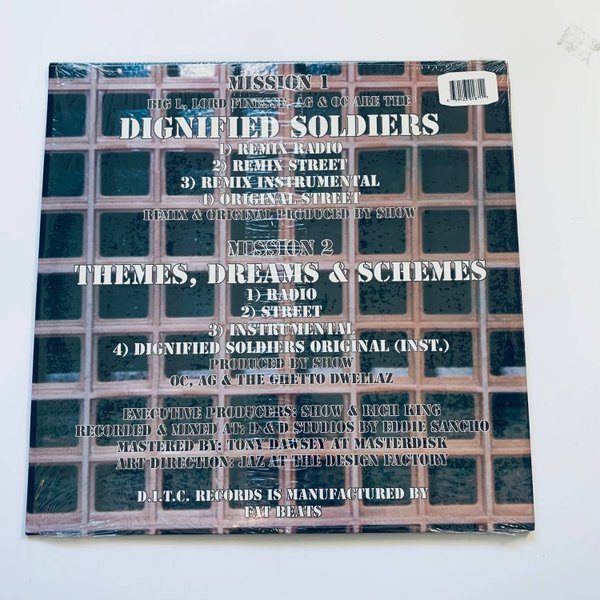 MISSION 1
BIG L, LORD FINESSE, AG & OC ARE THE
DIGNIFIED SOLDIERS
1) REMIX RADIO
2) REMIX STREET
3) REMIX INSTRUMENTAL
4) ORIGINAL STREET
REMIX & ORIGINAL PRODUCED BY SHOW
MISSION 2
THEMES, DREAMS & SCHEMES
1) RADIO
2) STREET
3) INSTRUMENTAL
4) DIGNIFIED SOLDIERS ORIGINAL (INST.)
PRODUCED BY SHOW
OC, AG & THE GHETTO DWELLAZ
EXECUTIVE PRODUCERS: SHOW & RICH KING
RECORDED & MIXED AT: D & D STUDIOS BY EDDIE SANCHO
MASTERED BY: TONY DAWSEY AT MASTERDISK
ART DIRECTION: JAZ AT THE DESIGN FACTORY
D.I.T.C. RECORDS IS MANUFACTURED BY
FAT BEATS